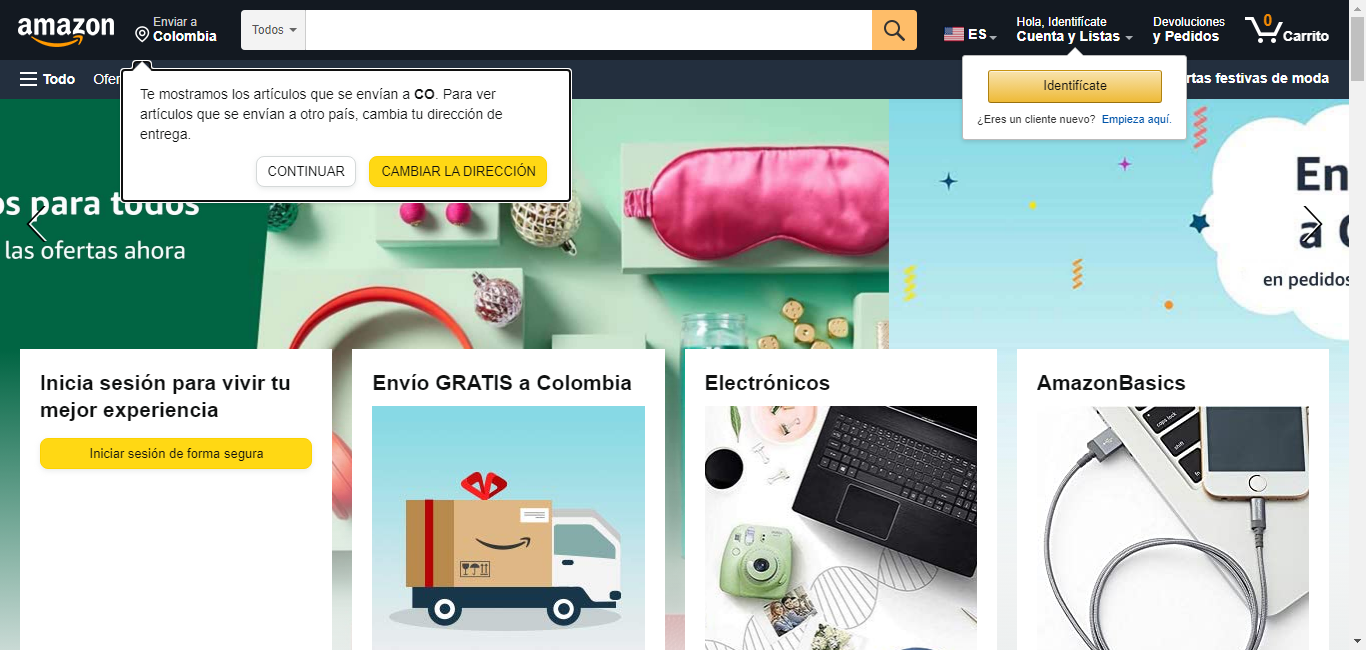 amazon
Enviar a
Colombia
Todos
ES
Hola, Identifícate
Cuenta y Listas
Devoluciones
y Pedidos
0
Carrito
Todo
Ofer
rtas festivas de moda
Te mostramos los artículos que se envían a CO. Para ver
artículos que se envían a otro país, cambia tu dirección de
entrega.
CONTINUAR
CAMBIAR LA DIRECCIÓN
Identifícate
¿Eres un cliente nuevo? Empieza aquí.
os para todos
las ofertas ahora
En
a
en pedidos
Inicia sesión para vivir tu
mejor experiencia
Iniciar sesión de forma segura
Envío GRATIS a Colombia
Electrónicos
AmazonBasics
caps lock
shift